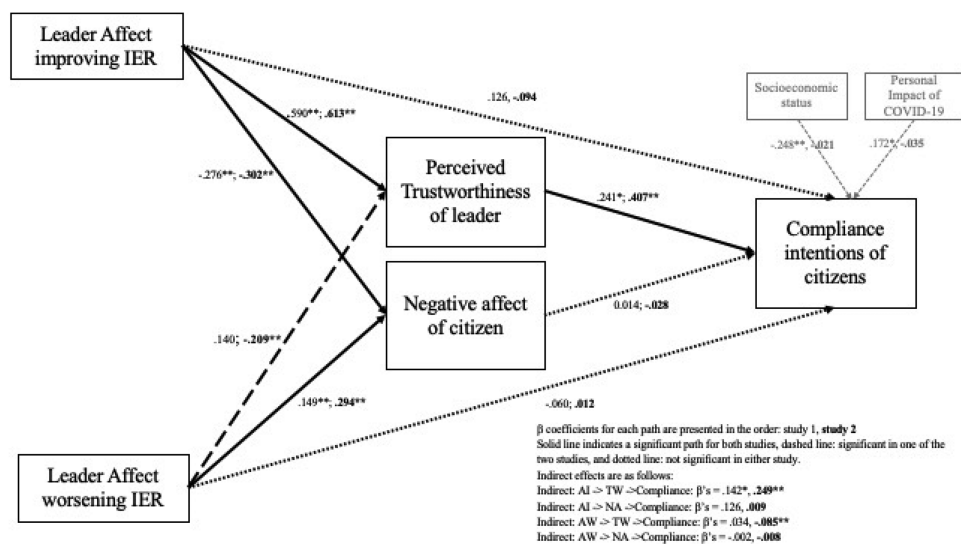 Leader Affect
improving IER
.126, -.094
Socioeconomic
status
Personal
Impact of
COVID-19
.590**; .613**
-.248**, -.021
.172*, -.035
-.276**; -.302**
Perceived
Trustworthiness
of leader
.241*; .407**
Compliance
intentions of
citizens
Negative affect
of citizen
0.014; -.028
.140; -.209**
.149**; .294**
-.060; .012
Leader Affect
worsening IER
β coefficients for each path are presented in the order: study 1, study 2
Solid line indicates a significant path for both studies, dashed line: significant in one of the
two studies, and dotted line: not significant in either study.
Indirect effects are as follows:
Indirect: AI -> TW ->Compliance: β's = .142*, .249**
Indirect: AI -> NA ->Compliance: β's = .126, .009
Indirect: AW -> TW ->Compliance: β's = .034, -.085**
Indirect: AW -> NA ->Compliance: β's = -.002, -.008